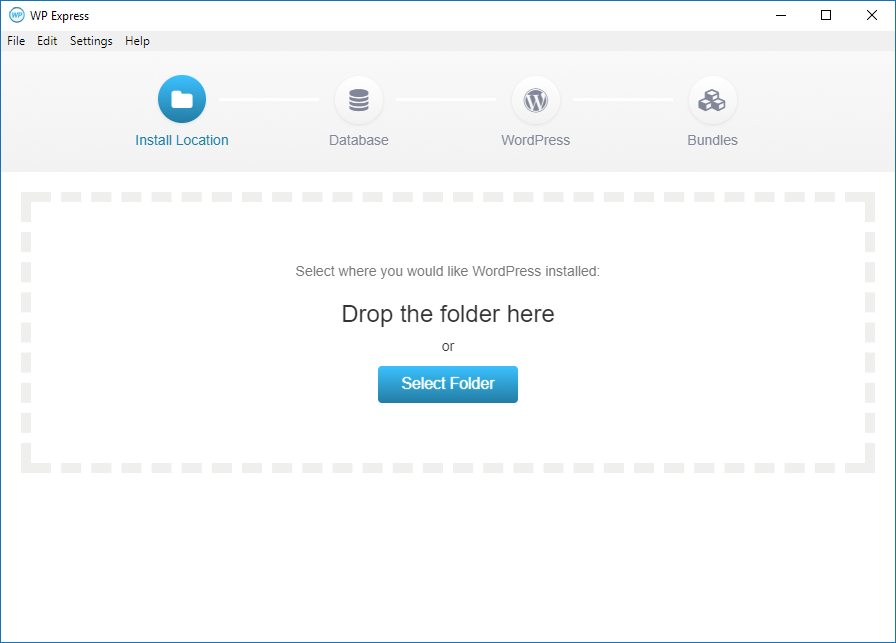 WP Express
File Edit Settings Help
Install Location Database WordPress Bundles
Select where you would like WordPress installed:
Drop the folder here
or
Select Folder